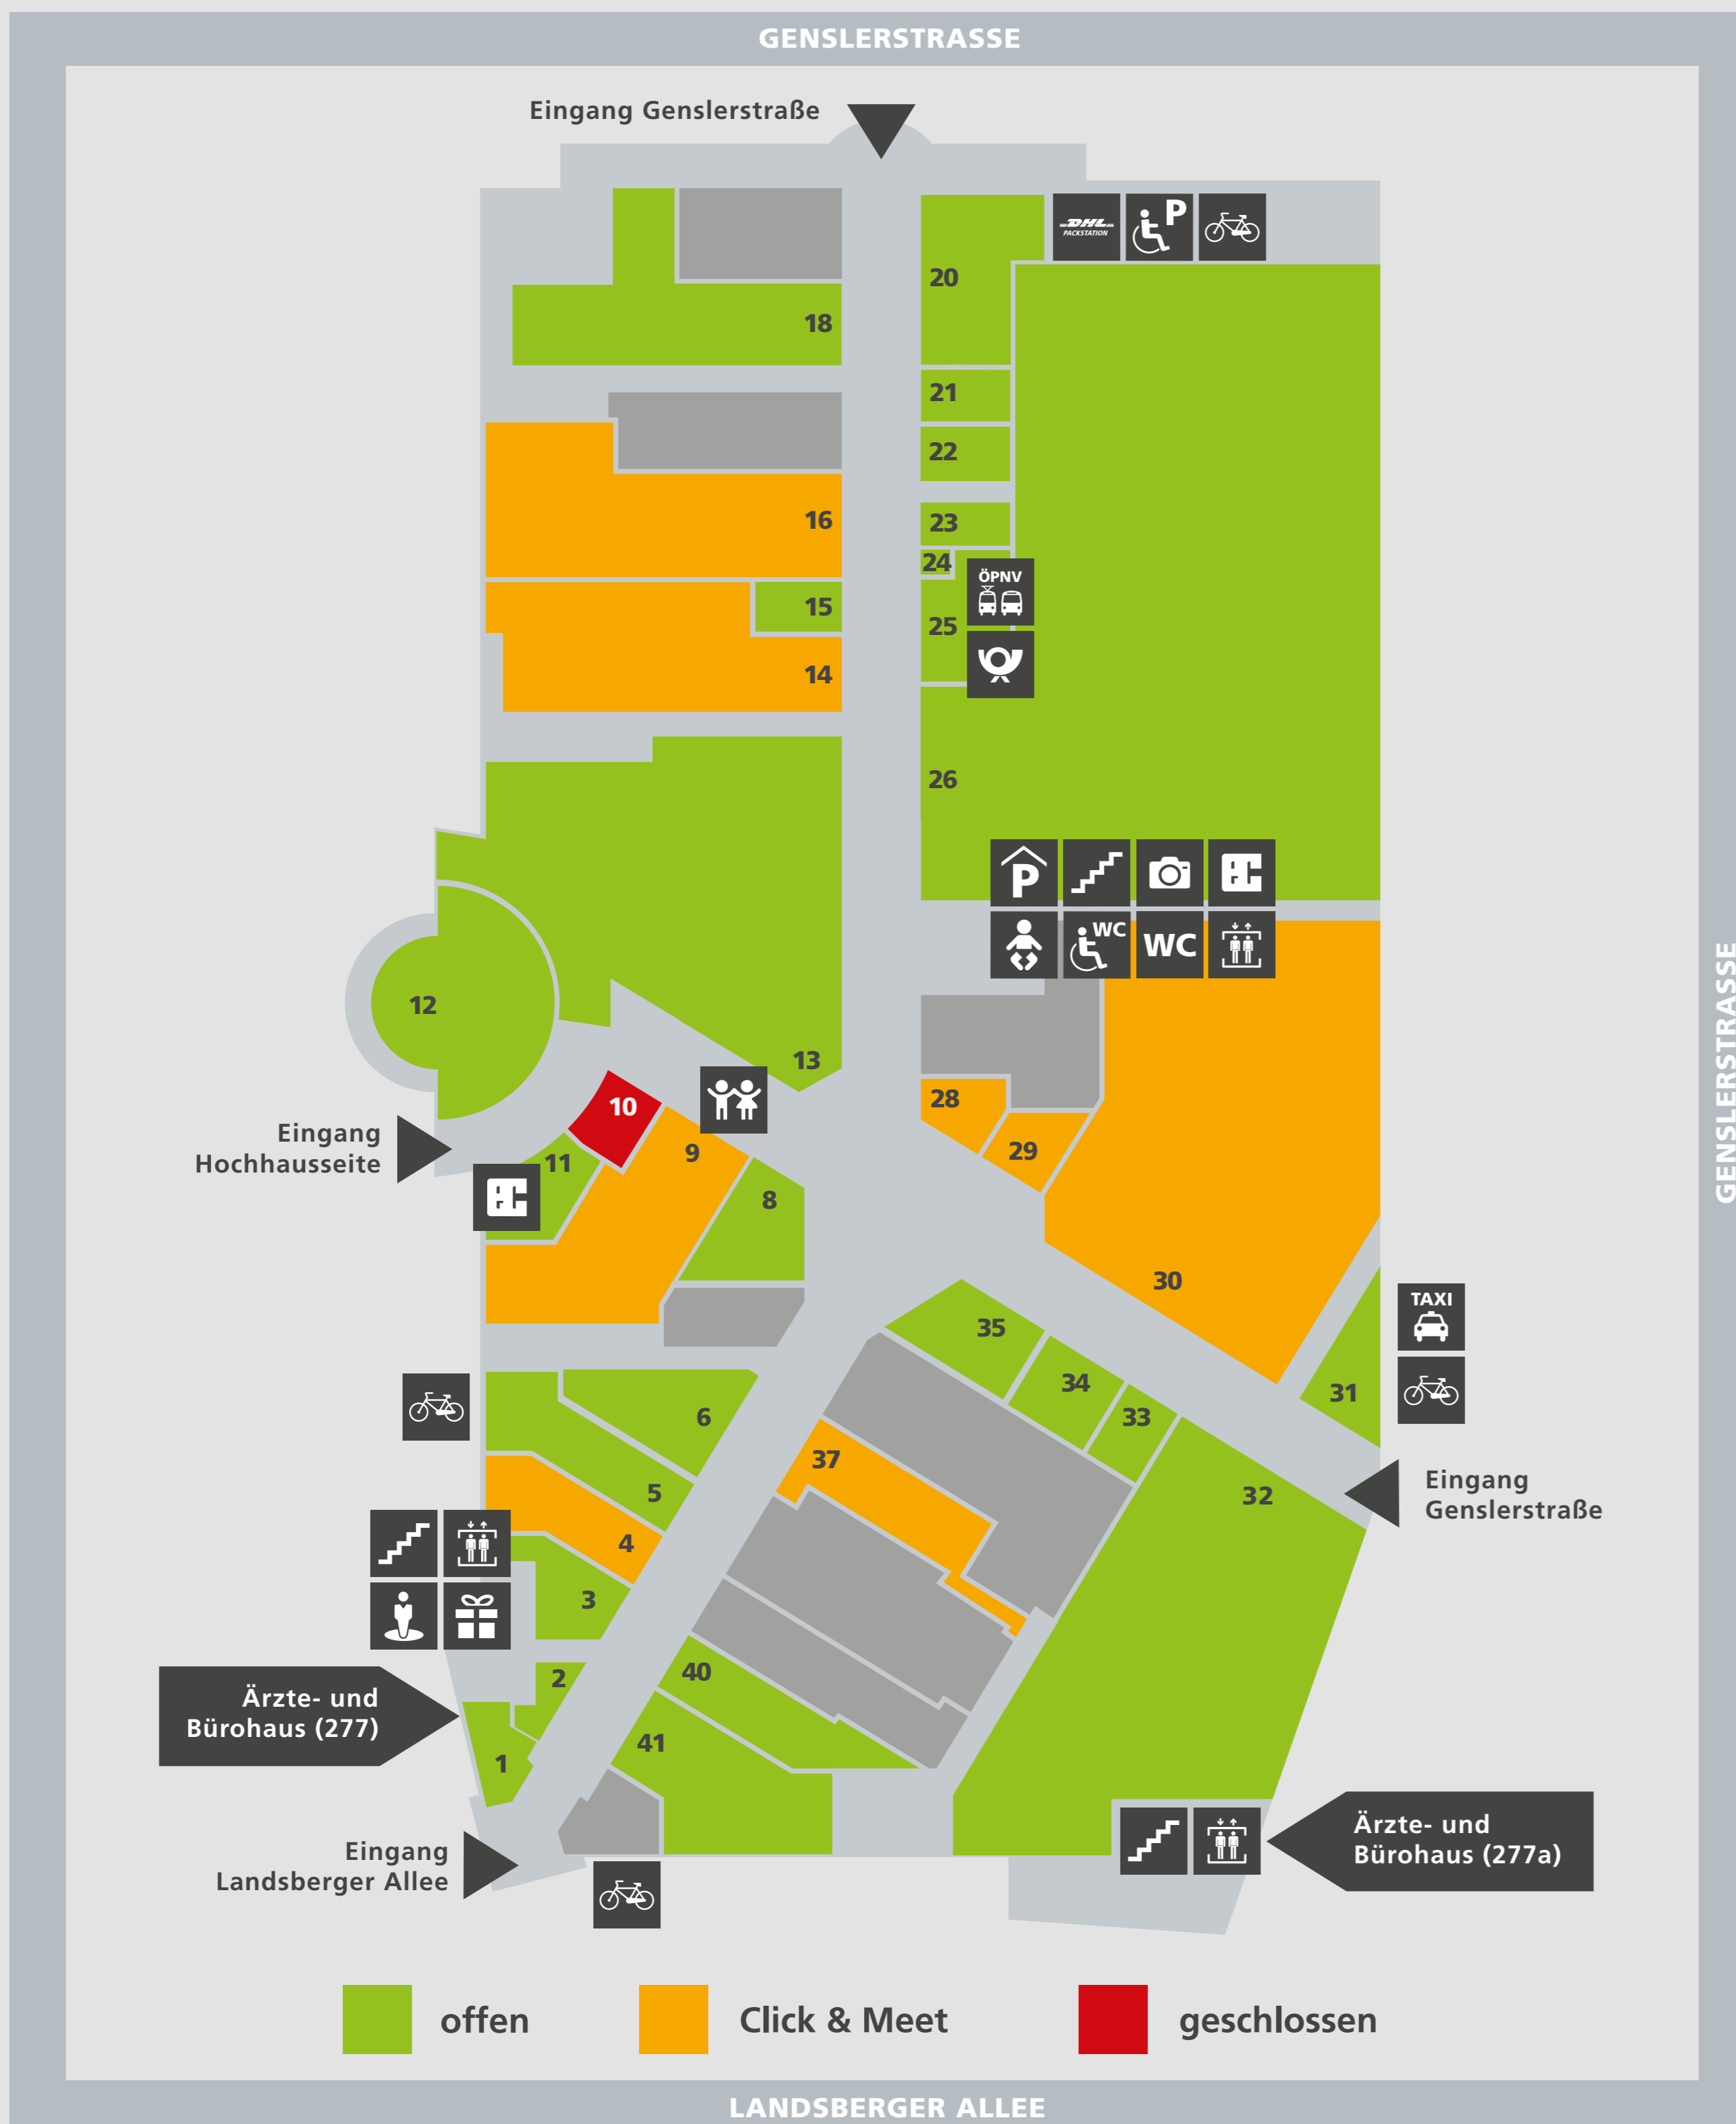 GENSLERSTRASSE
Eingang Genslerstraße
DHL
PACKSTATION
P
20
18
21
22
16
23
24
ÖPNV
15
25
14
26
P
WC
WC
12
13
28
10
Eingang
Hochhausseite
29
9
11
8
GENSLERSTRASSE
30
TAXI
35
34
31
6
33
37
5
32
Eingang
Genslerstraße
4
3
40
2
Ärzte- und
Bürohaus (277)
41
1
Ärzte- und
Bürohaus (277a)
Eingang
Landsberger Allee
offen
Click & Meet
geschlossen
LANDSBERGER ALLEE